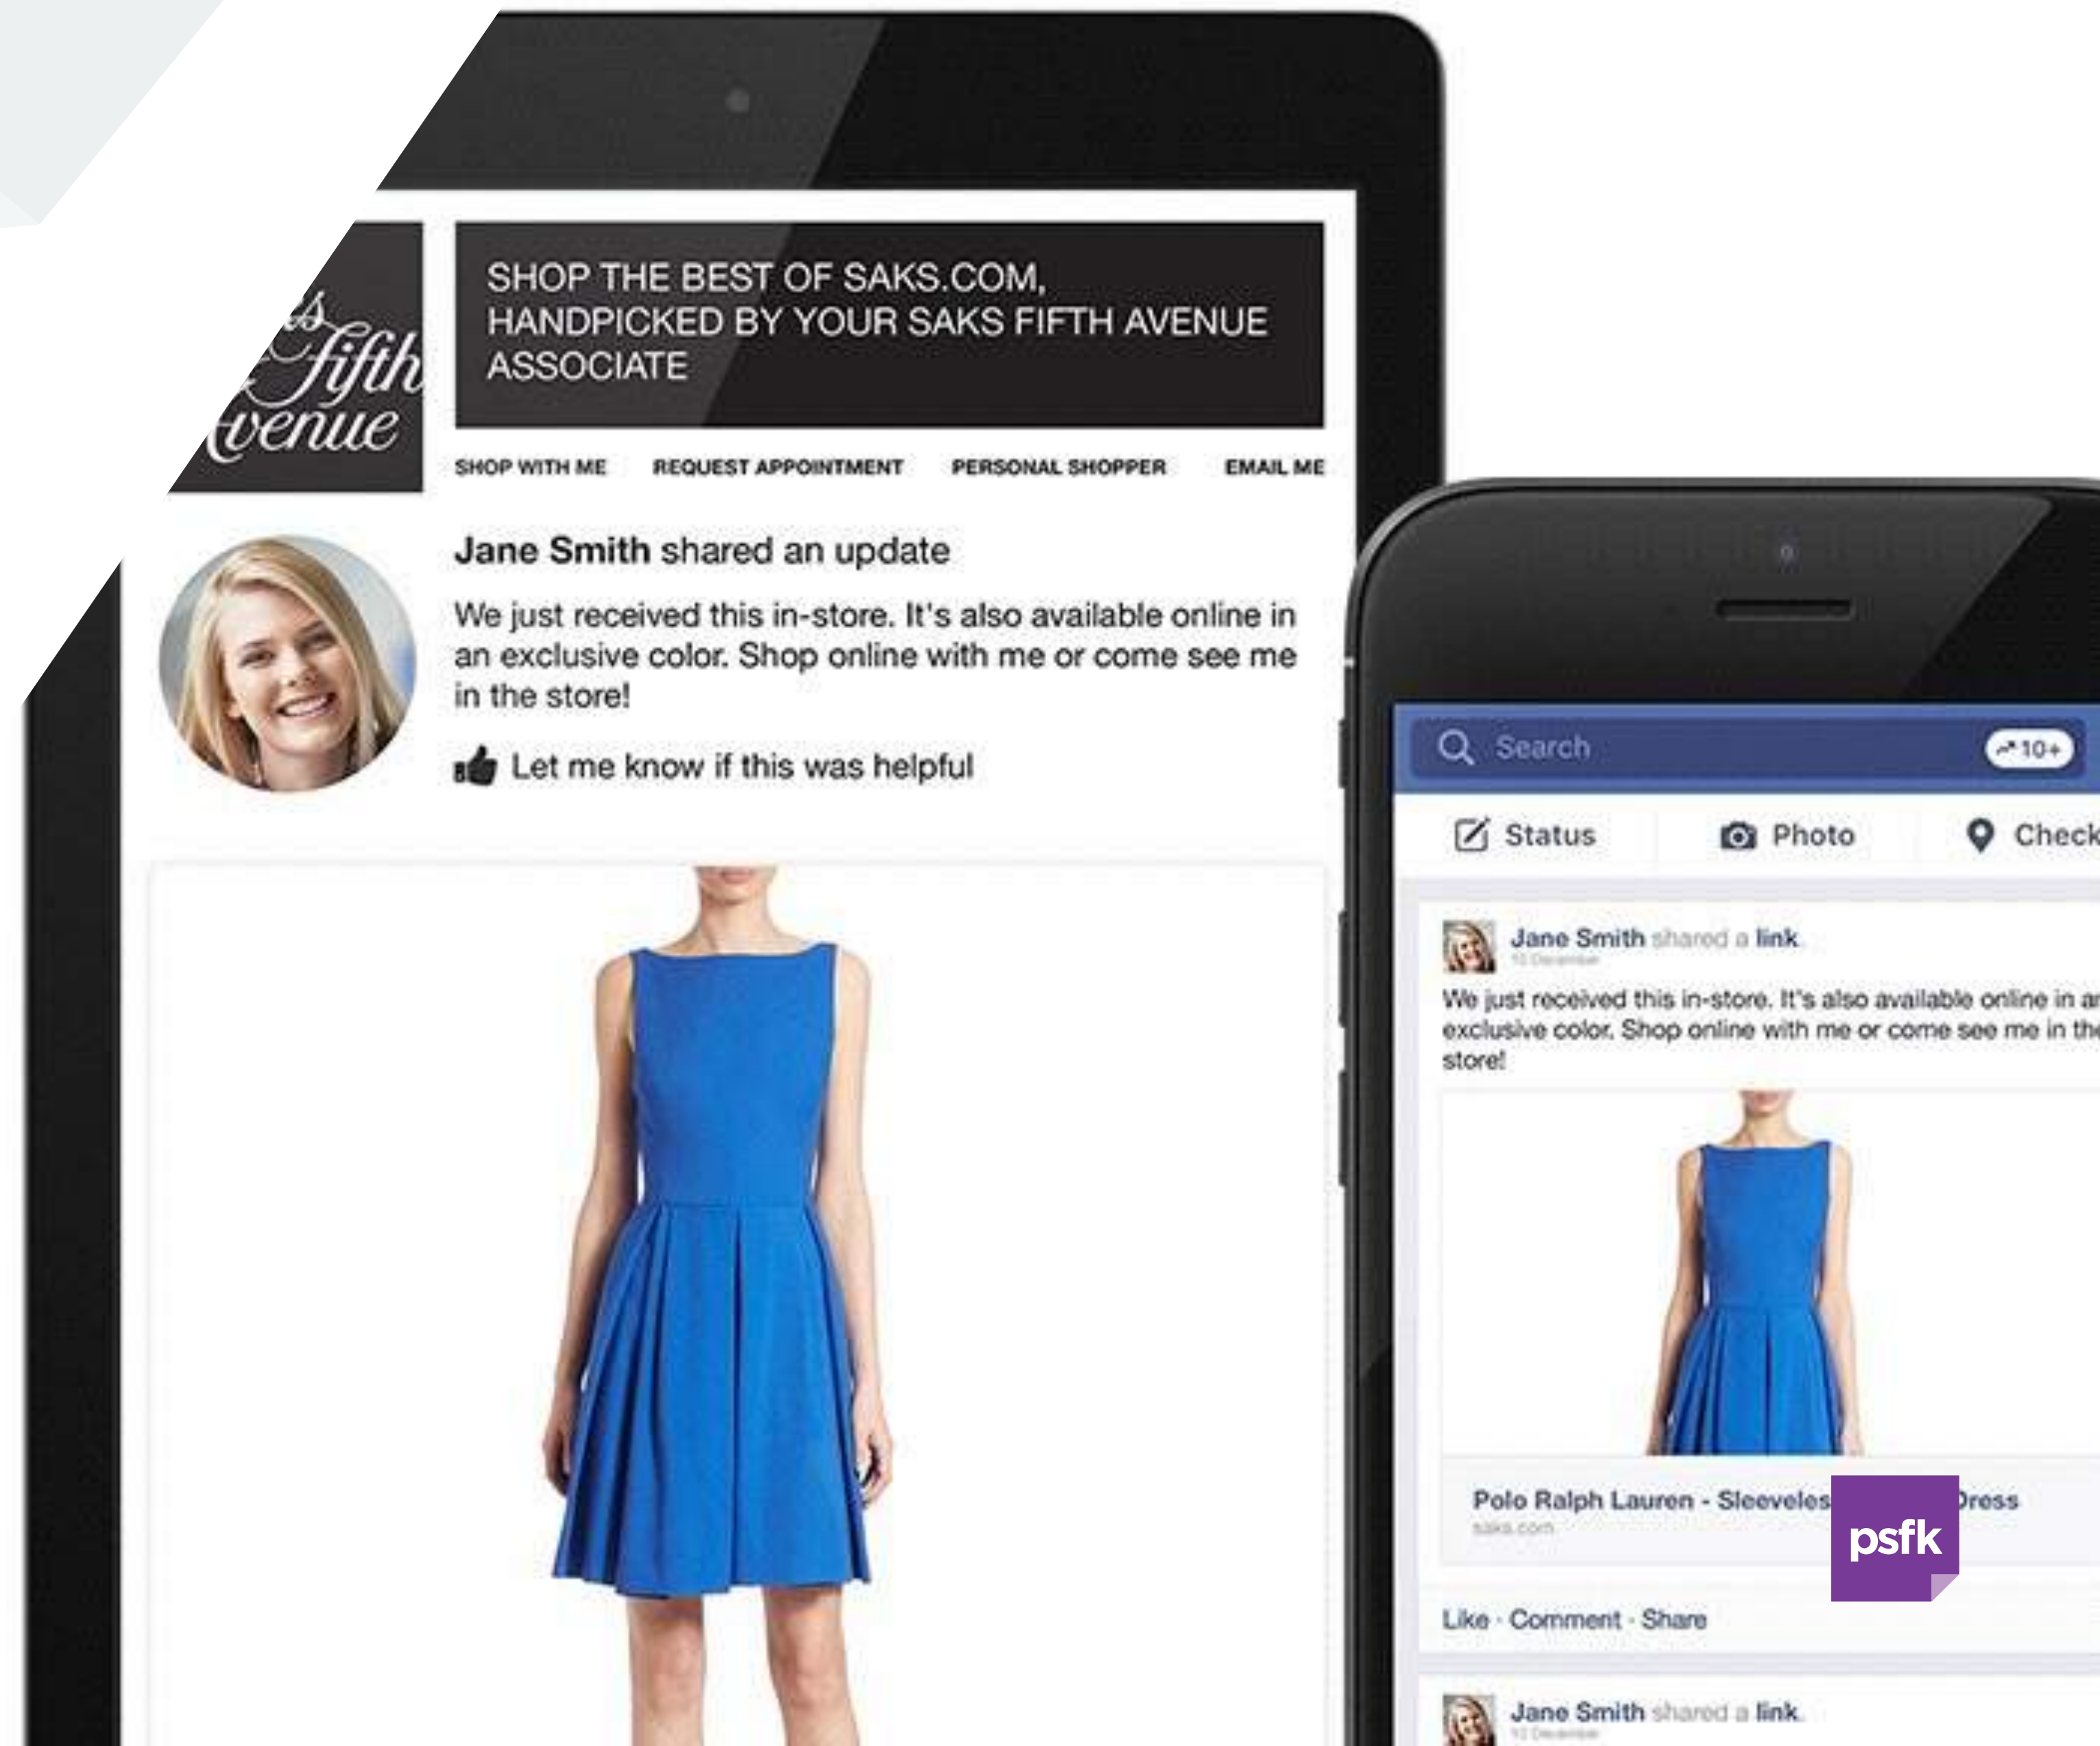 fifth
venue
SHOP THE BEST OF SAKS.COM,
HANDPICKED BY YOUR SAKS FIFTH AVENUE
ASSOCIATE
SHOP WITH ME REQUEST APPOINTMENT PERSONAL SHOPPER EMAIL ME
Jane Smith shared an update
We just received this in-store. It's also available online in
an exclusive color. Shop online with me or come see me
in the store!
Let me know if this was helpful
Search 10+
Status Photo Check
Jane Smith shared a link.
We just received this in-store. It's also available online in an
exclusive color. Shop online with me or come see me in the
store!
Polo Ralph Lauren - Sleeveles Dress
saks.com
psfk
Like · Comment · Share
Jane Smith shared a link.